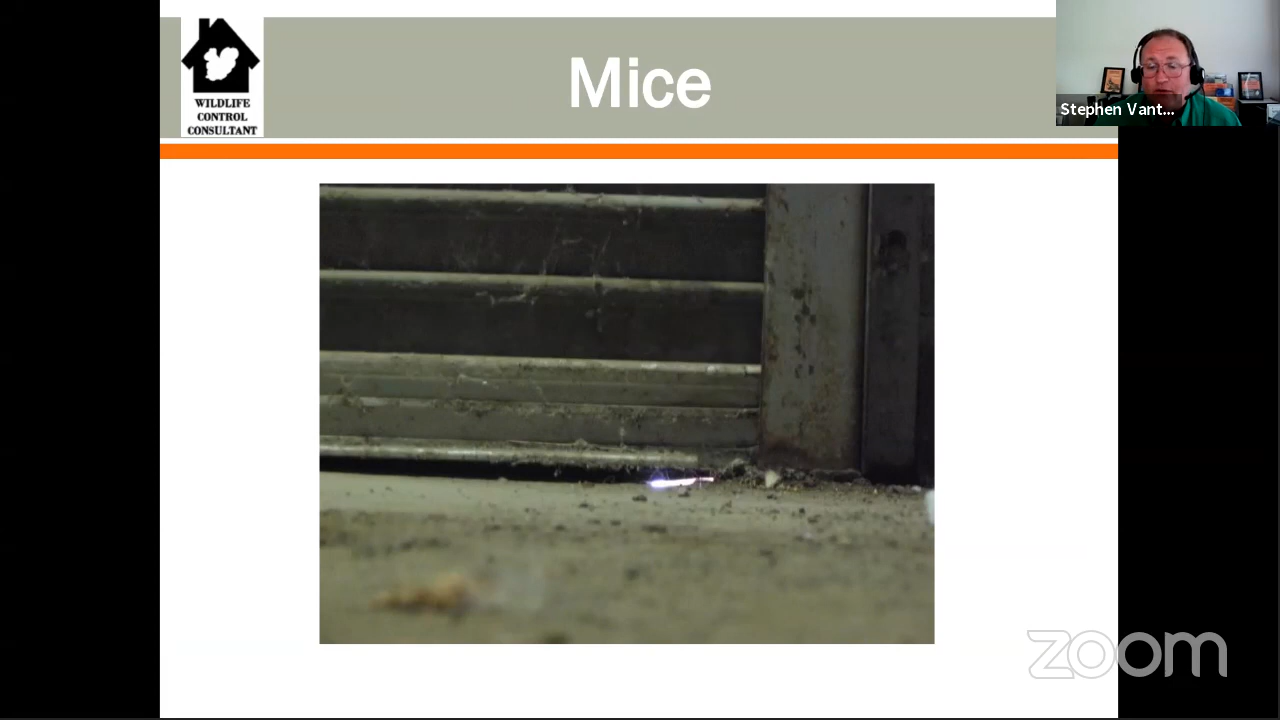 WILDLIFE
CONTROL
CONSULTANT
Mice
Stephen Vant...
zoom